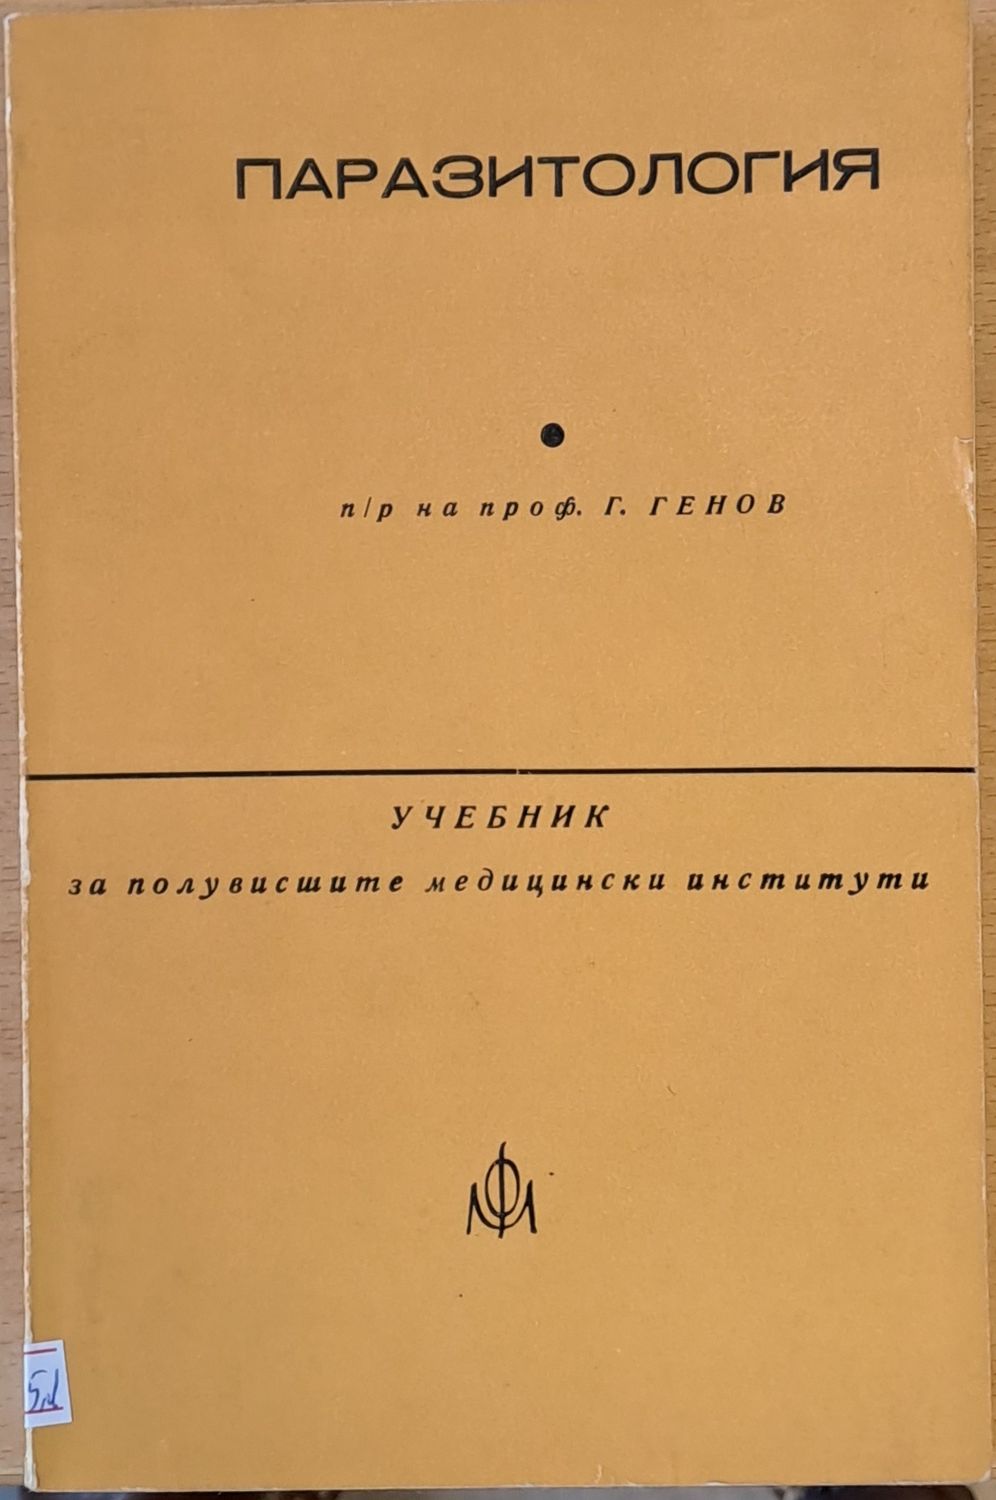 ПАРАЗИТОЛОГИЯ
п/р на проф. Г. ГЕНОВ
УЧЕБНИК
за полувисшите медицински институти